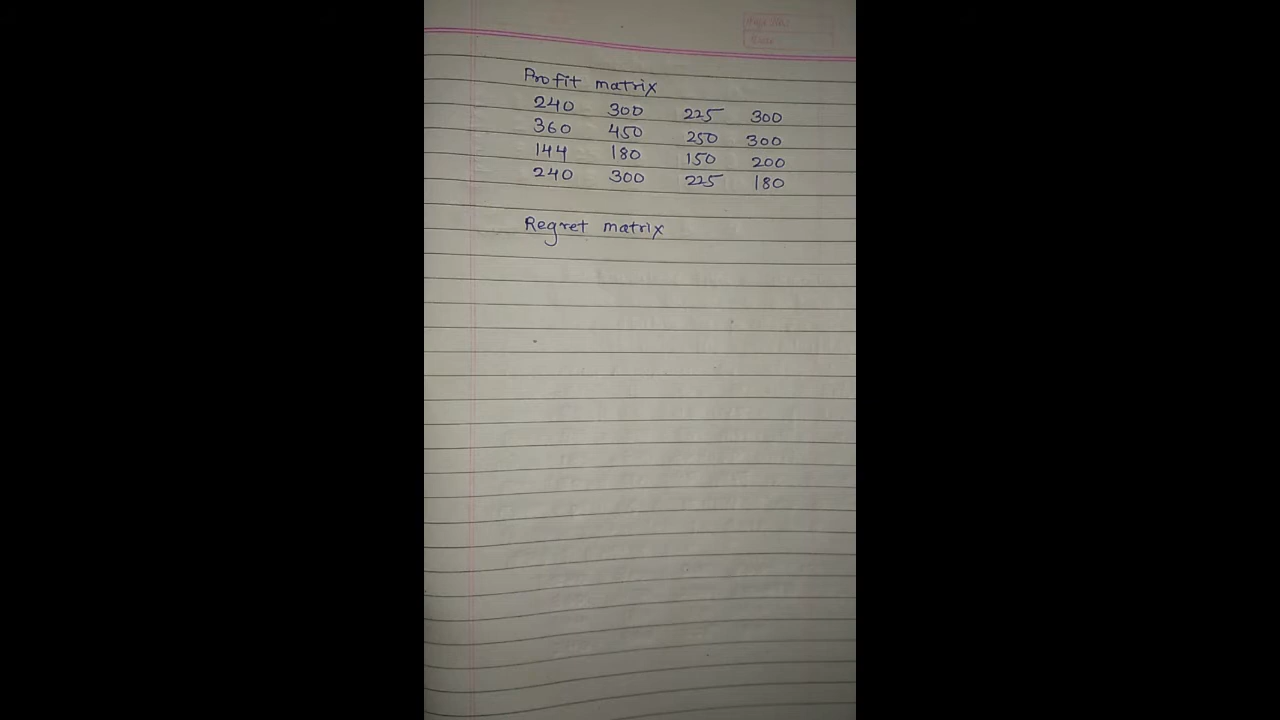 Profit matrix
240 300 225 300
360 450 250 300
144 180 150 200
240 300 225 180
Regret matrix